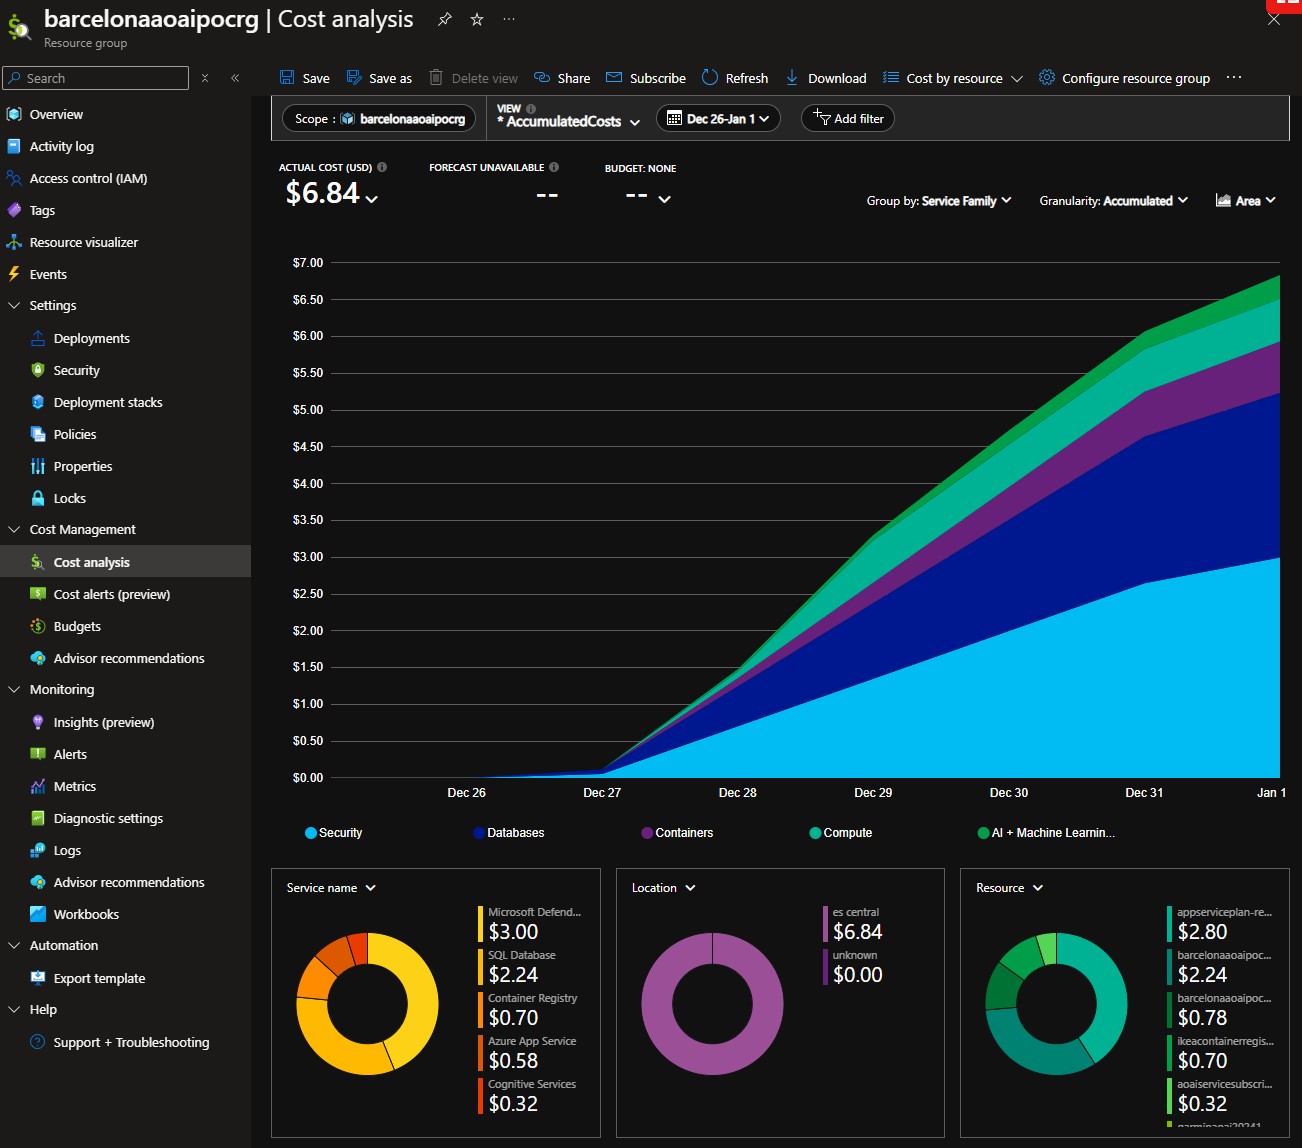 barcelonaaoaipocrg | Cost analysis
Resource group
Search
Save
Save as
Delete view
Share
Subscribe
Refresh
Download
Cost by resource
Configure resource group
Overview
Activity log
Access control (IAM)
Tags
Resource visualizer
Events
Settings
Deployments
Security
Deployment stacks
Policies
Properties
Locks
Cost Management
Cost analysis
Cost alerts (preview)
Budgets
Advisor recommendations
Monitoring
Insights (preview)
Alerts
Metrics
Diagnostic settings
Logs
Advisor recommendations
Workbooks
Automation
Export template
Help
Support + Troubleshooting
Scope : barcelonaaoaipocrg
VIEW
* AccumulatedCosts
Dec 26-Jan 1
Add filter
ACTUAL COST (USD)
$6.84
FORECAST UNAVAILABLE
--
BUDGET: NONE
--
Group by: Service Family
Granularity: Accumulated
Area
$7.00
$6.50
$6.00
$5.50
$5.00
$4.50
$4.00
$3.50
$3.00
$2.50
$2.00
$1.50
$1.00
$0.50
$0.00
Dec 26
Dec 27
Dec 28
Dec 29
Dec 30
Dec 31
Jan 1
Security
Databases
Containers
Compute
AI + Machine Learnin...
Service name
Microsoft Defend...
$3.00
SQL Database
$2.24
Container Registry
$0.70
Azure App Service
$0.58
Cognitive Services
$0.32
Location
es central
$6.84
unknown
$0.00
Resource
appserviceplan-re...
$2.80
barcelonaaoaipoc...
$2.24
barcelonaaoaipoc...
$0.78
ikeacontainerregis...
$0.70
aoaiservicesubscri...
$0.32